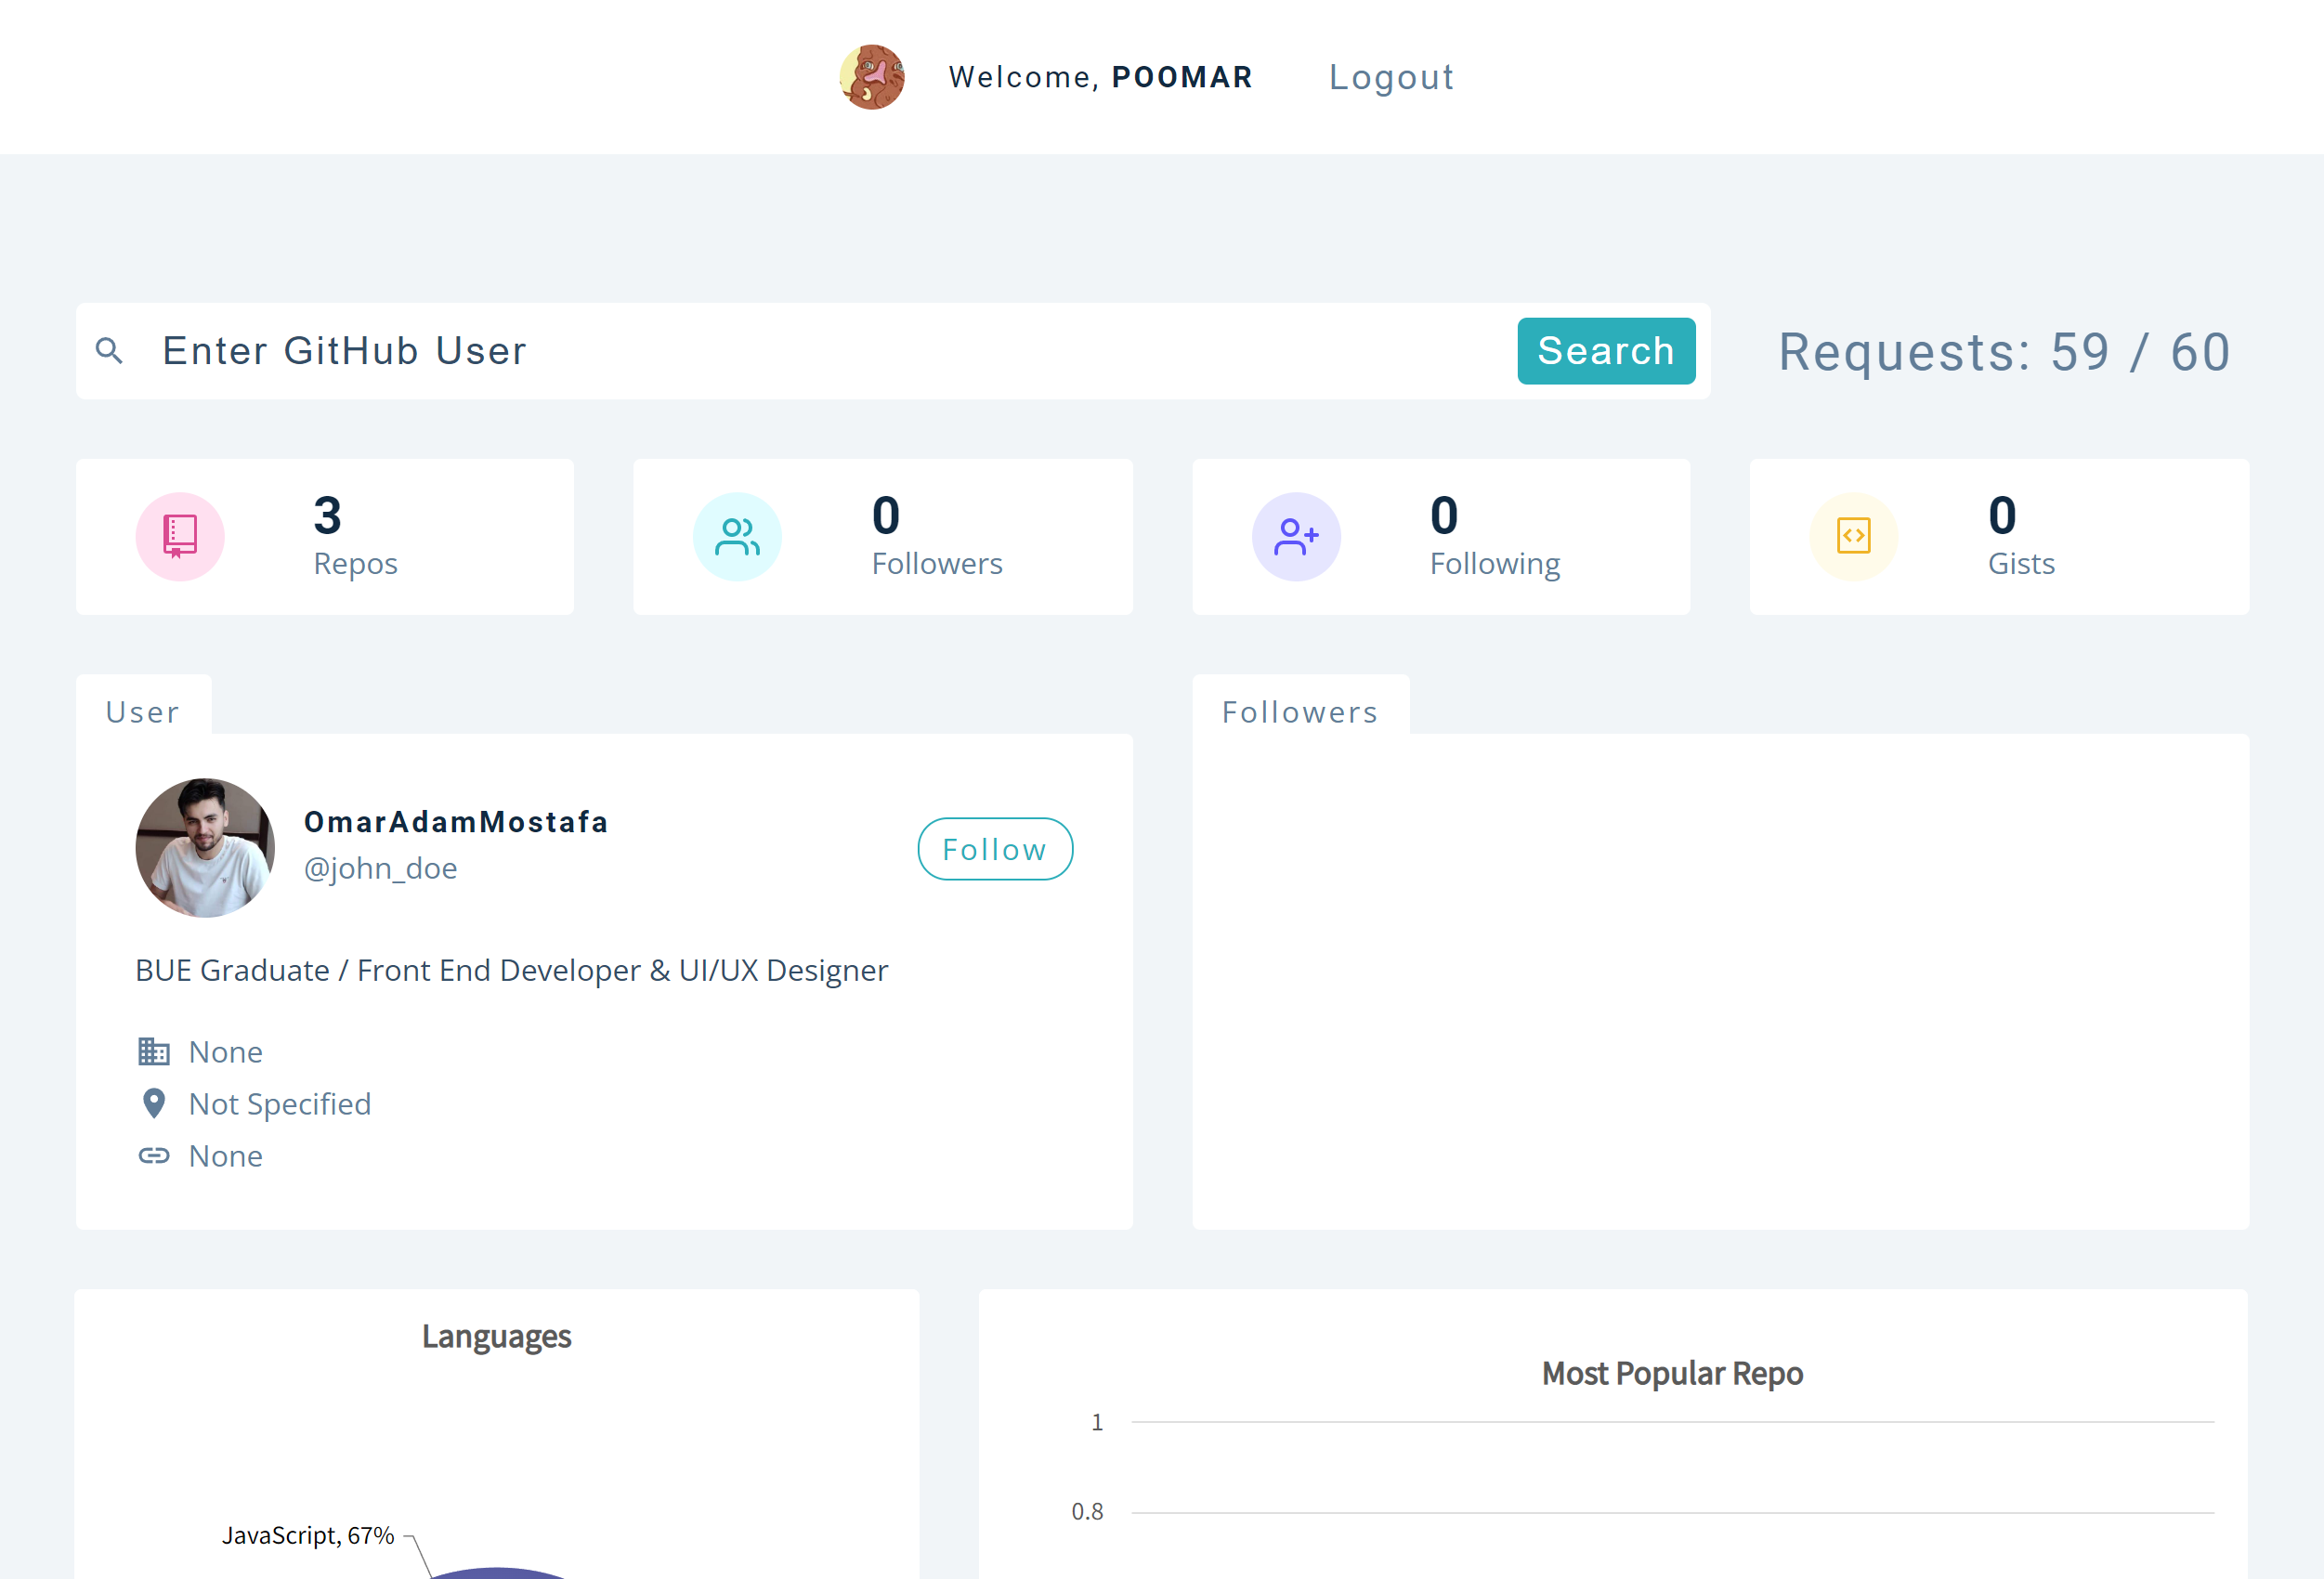 Welcome, POOMAR
Logout
Enter GitHub User
Search
Requests: 59 / 60
3
Repos
0
Followers
0
Following
0
Gists
User
OmarAdamMostafa
@john_doe
Follow
BUE Graduate / Front End Developer & UI/UX Designer
None
Not Specified
None
Followers
Languages
JavaScript, 67%
Most Popular Repo
1
0.8